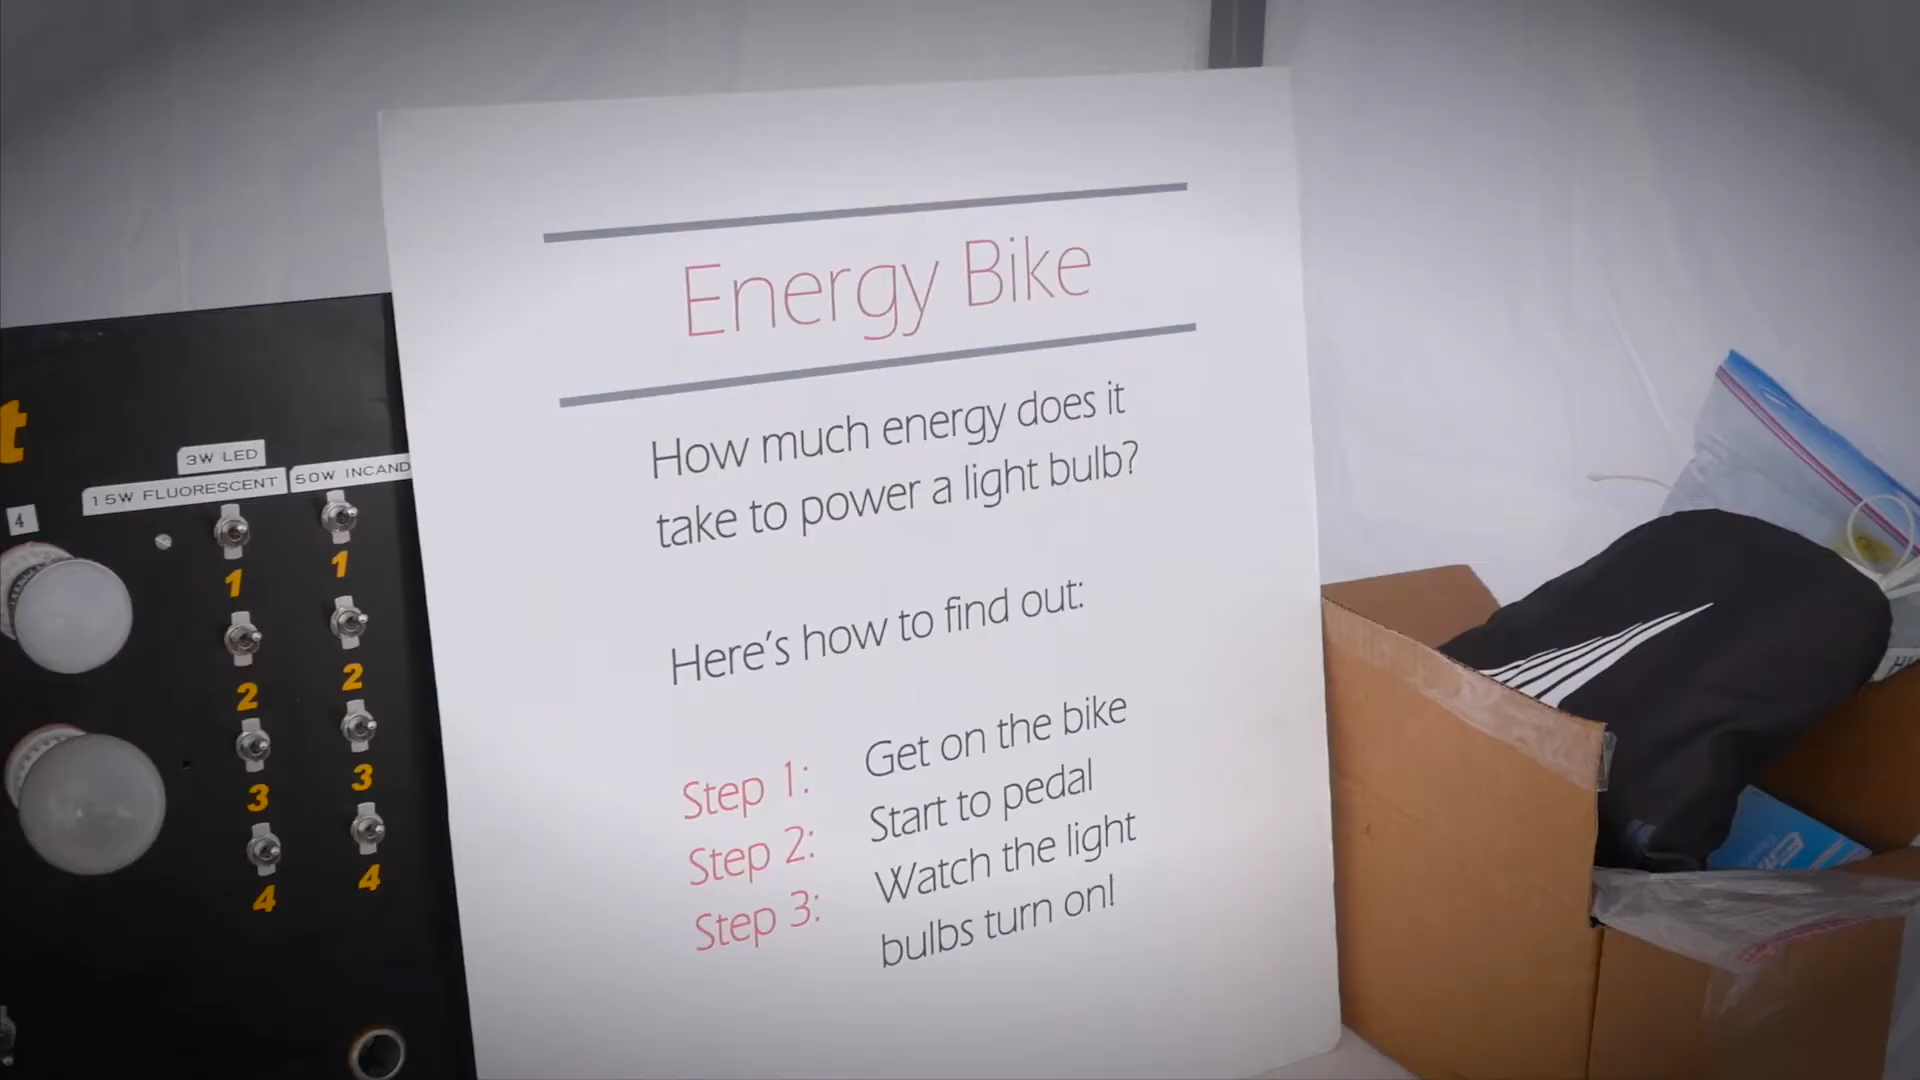 t
4
3W LED
15W FLUORESCENT
50W INCAND
1
1
2
2
3
3
4
4
Energy Bike
How much energy does it
take to power a light bulb?
Here's how to find out:
Step 1: Get on the bike
Step 2: Start to pedal
Step 3: Watch the light
bulbs turn on!